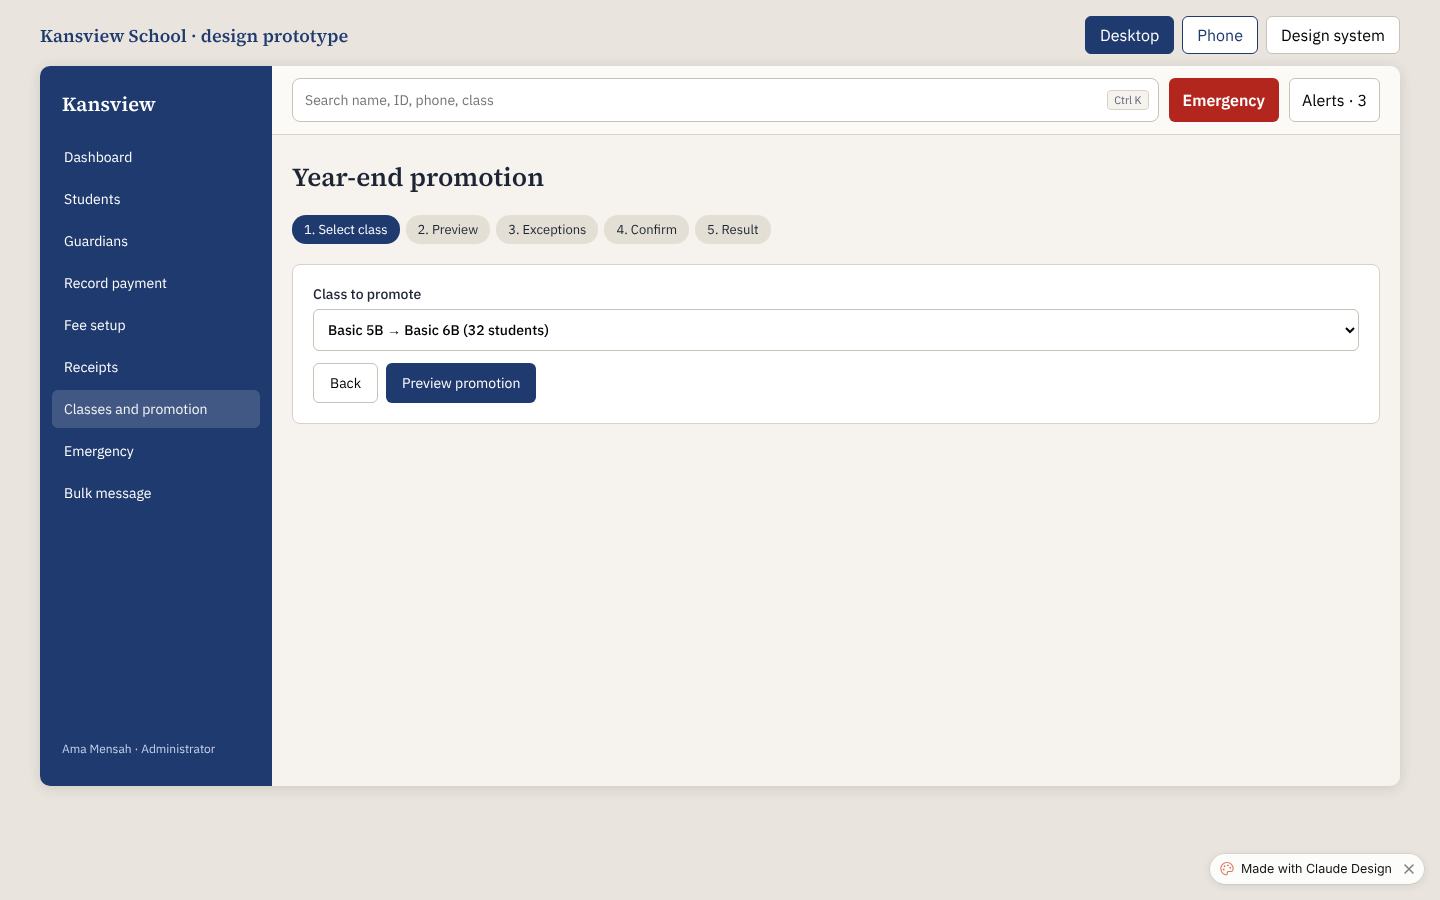 Kansview School · design prototype
Desktop
Phone
Design system
Kansview
Dashboard
Students
Guardians
Record payment
Fee setup
Receipts
Classes and promotion
Emergency
Bulk message
Ama Mensah · Administrator
Search name, ID, phone, class
Ctrl K
Emergency
Alerts · 3
Year-end promotion
1. Select class
2. Preview
3. Exceptions
4. Confirm
5. Result
Class to promote
Basic 5B → Basic 6B (32 students)
Back
Preview promotion
Made with Claude Design